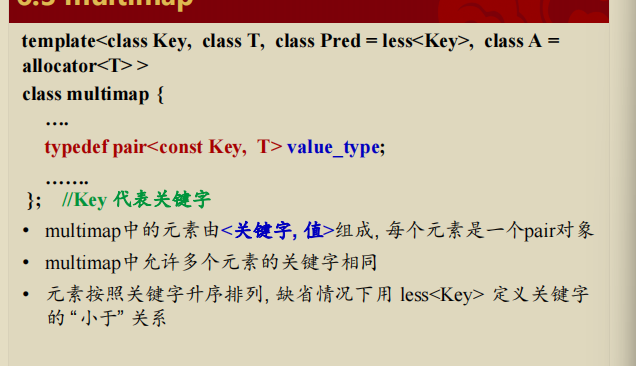 6.5 multimap
template<class Key, class T, class Pred = less<Key>, class A =
allocator<T> >
class multimap {
….
typedef pair<const Key, T> value_type;
…….
}; //Key 代表关键字
• multimap中的元素由<关键字, 值>组成, 每个元素是一个pair对象
• multimap中允许多个元素的关键字相同
• 元素按照关键字升序排列, 缺省情况下用 less<Key> 定义关键字
的 “小于” 关系